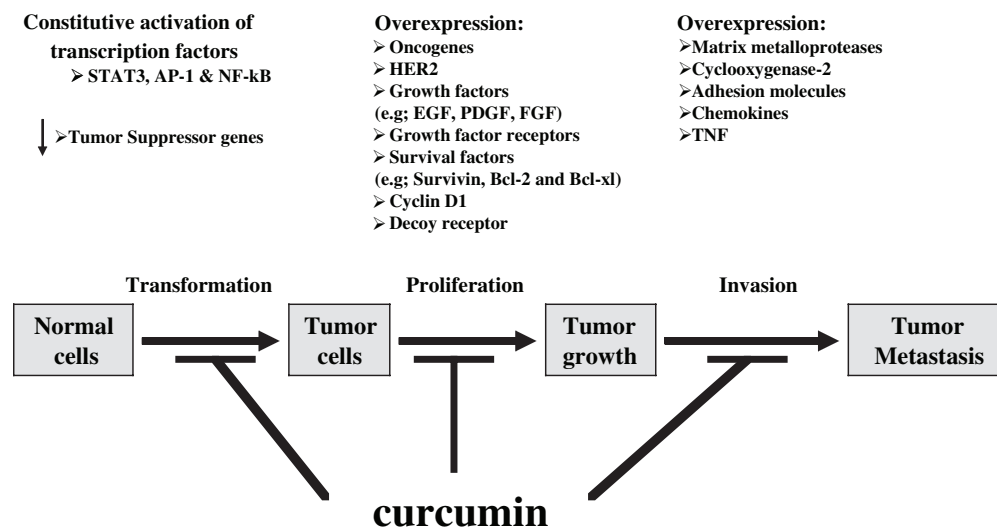 Constitutive activation of
transcription factors
➢ STAT3, AP-1 & NF-kB
➢Tumor Suppressor genes
Overexpression:
➢ Oncogenes
➢ HER2
➢ Growth factors
(e.g; EGF, PDGF, FGF)
➢ Growth factor receptors
➢ Survival factors
(e.g; Survivin, Bcl-2 and Bcl-xl)
➢ Cyclin D1
➢ Decoy receptor
Overexpression:
➢Matrix metalloproteases
➢Cyclooxygenase-2
➢Adhesion molecules
➢Chemokines
➢TNF
Transformation
Proliferation
Invasion
Normal
cells
Tumor
cells
Tumor
growth
Tumor
Metastasis
curcumin